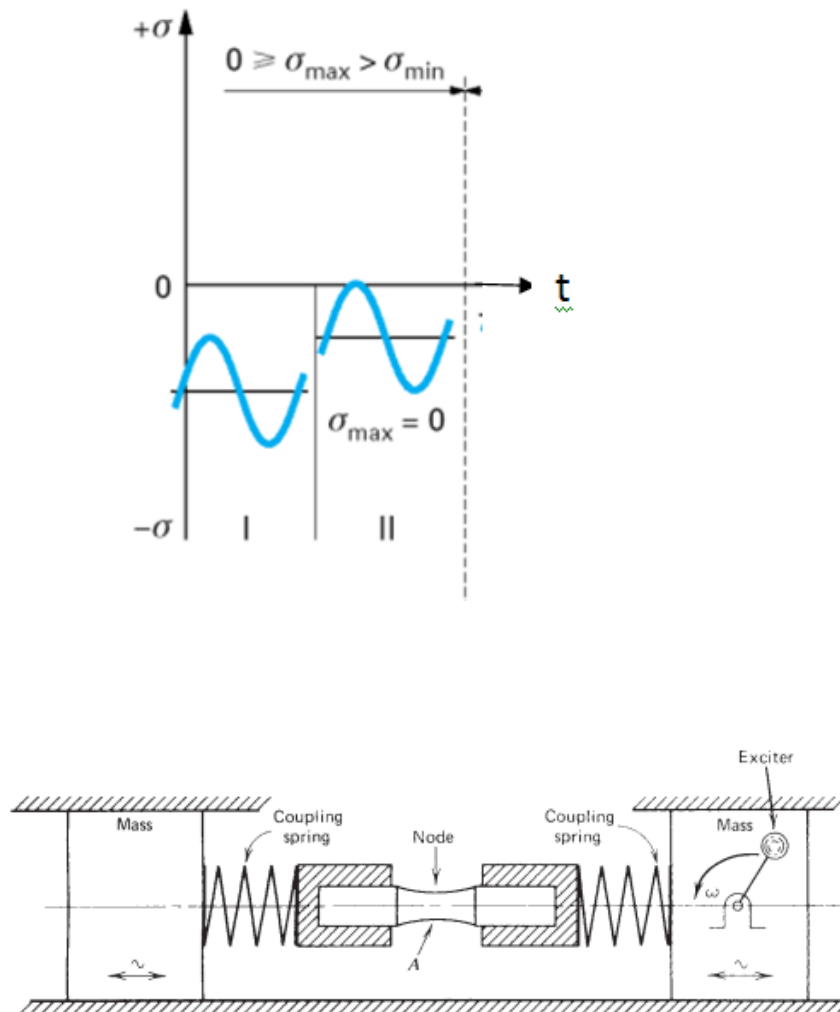 +σ
0 ⩾ σmax > σmin
0
t
σmax = 0
−σ
I
II
Exciter
Mass
Coupling
spring
Node
Coupling
spring
Mass
ω
A
~
~